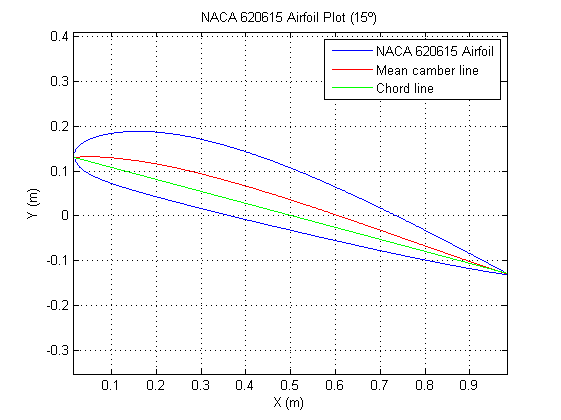 NACA 620615 Airfoil Plot (15º)
NACA 620615 Airfoil
Mean camber line
Chord line
0.4
0.3
0.2
0.1
0
-0.1
-0.2
-0.3
Y (m)
0.1 0.2 0.3 0.4 0.5 0.6 0.7 0.8 0.9
X (m)